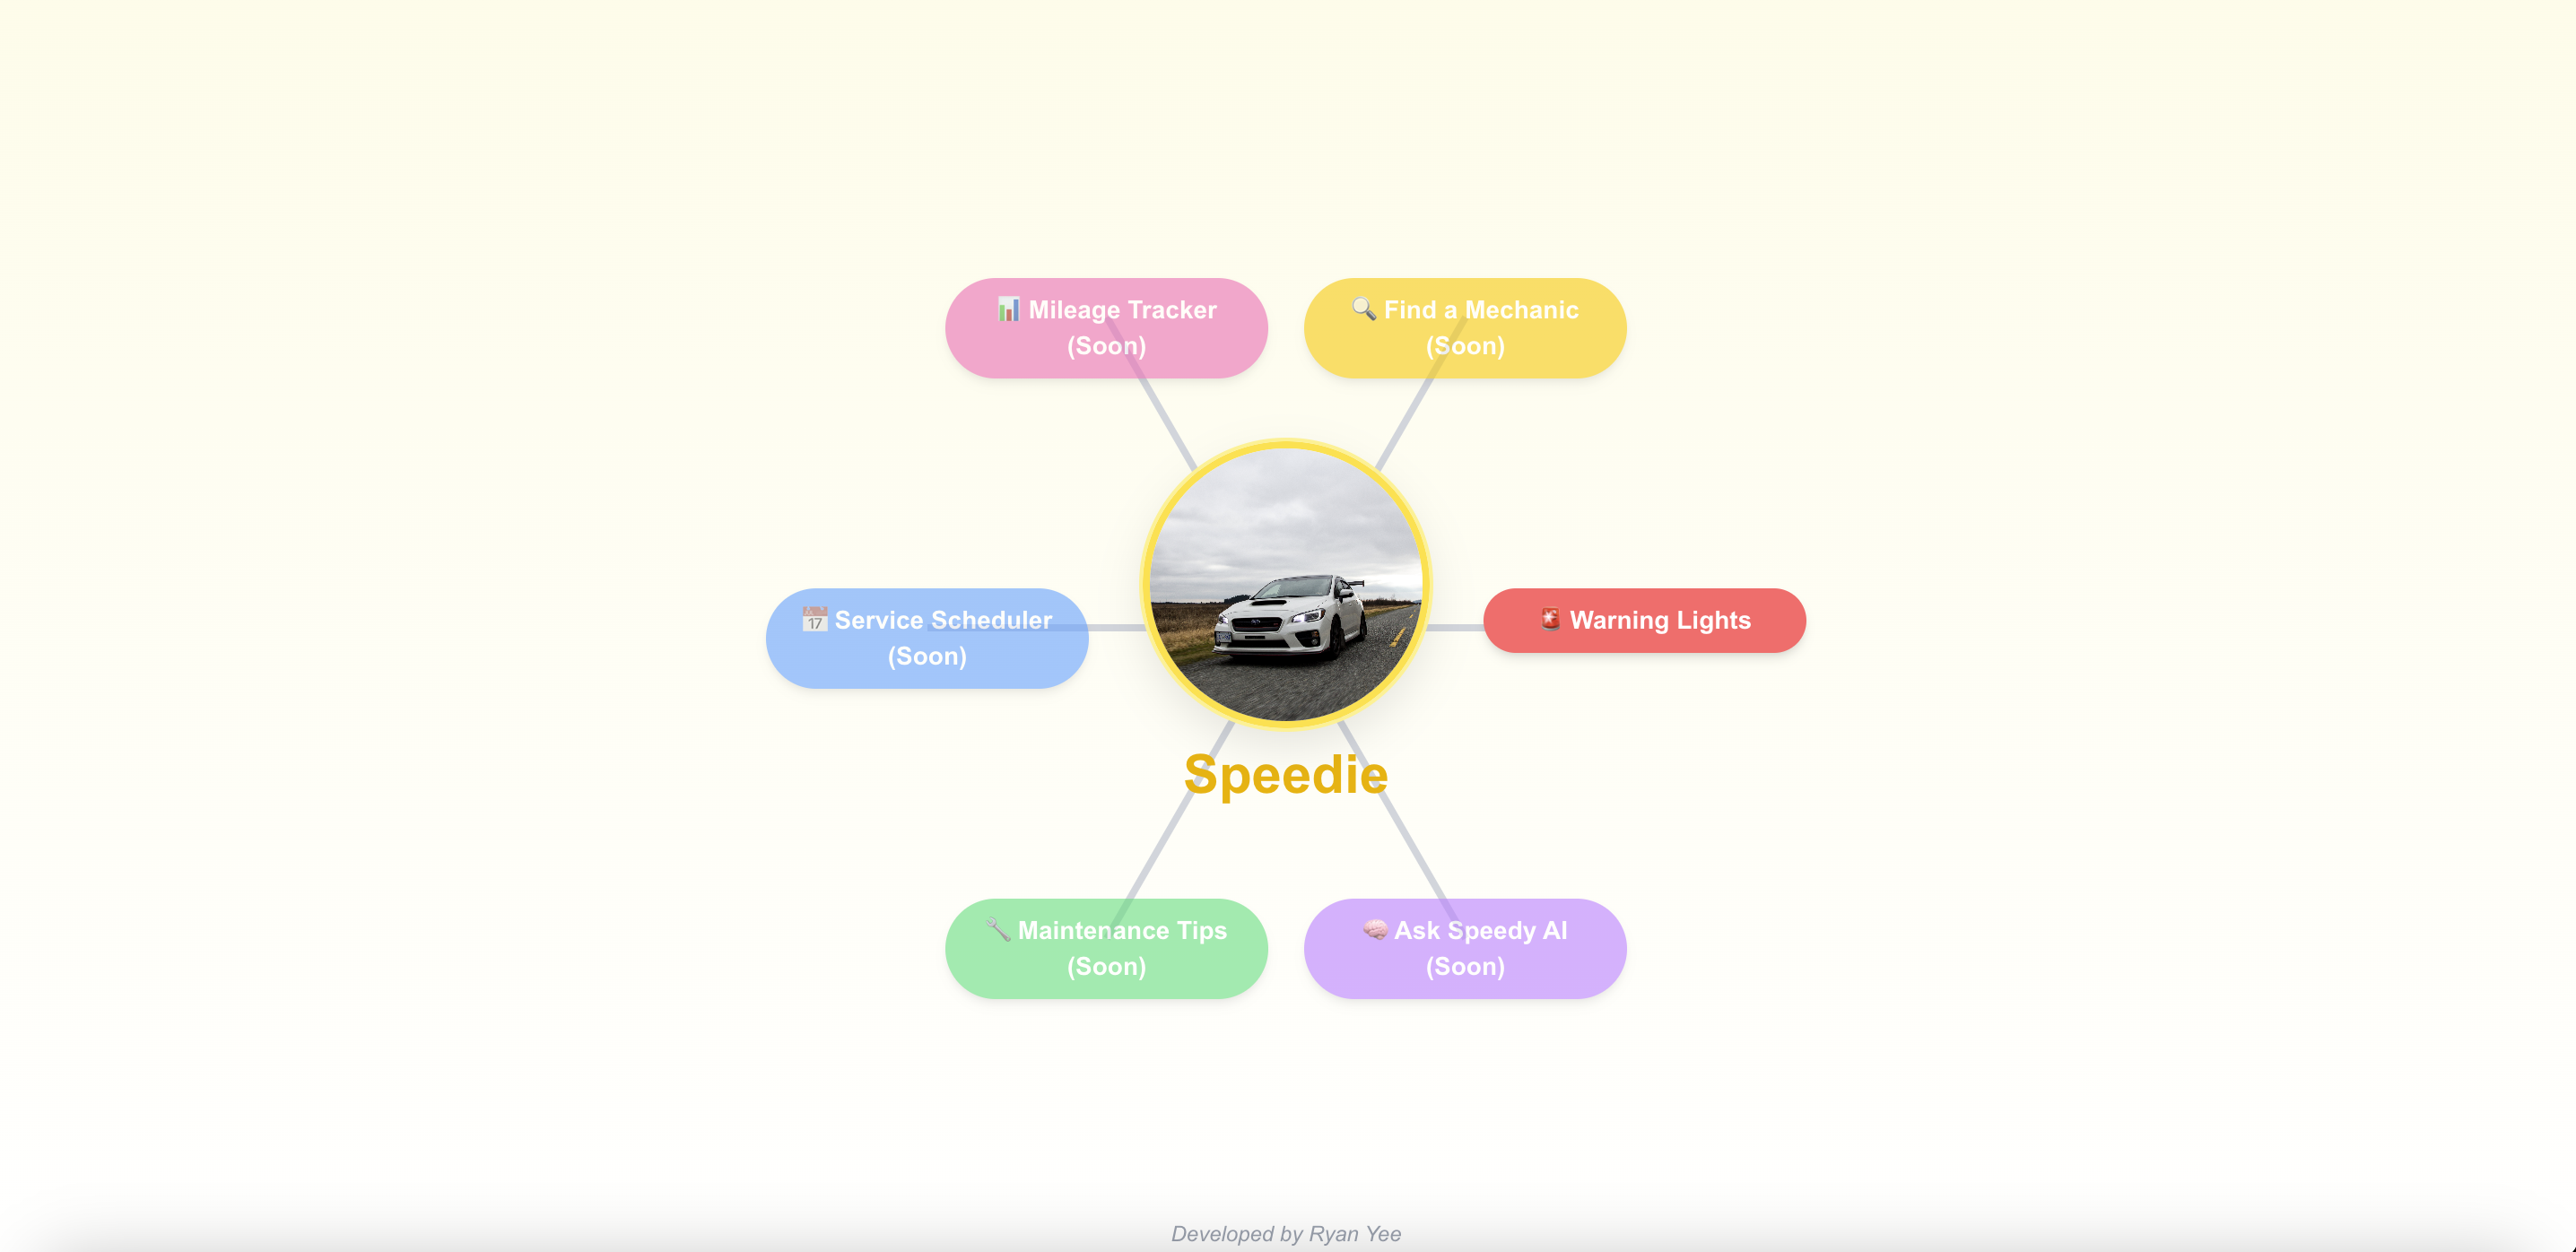 📊 Mileage Tracker
(Soon)
🔍 Find a Mechanic
(Soon)
📅 Service Scheduler
(Soon)
🚨 Warning Lights
Speedie
🔧 Maintenance Tips
(Soon)
🧠 Ask Speedy AI
(Soon)
Developed by Ryan Yee